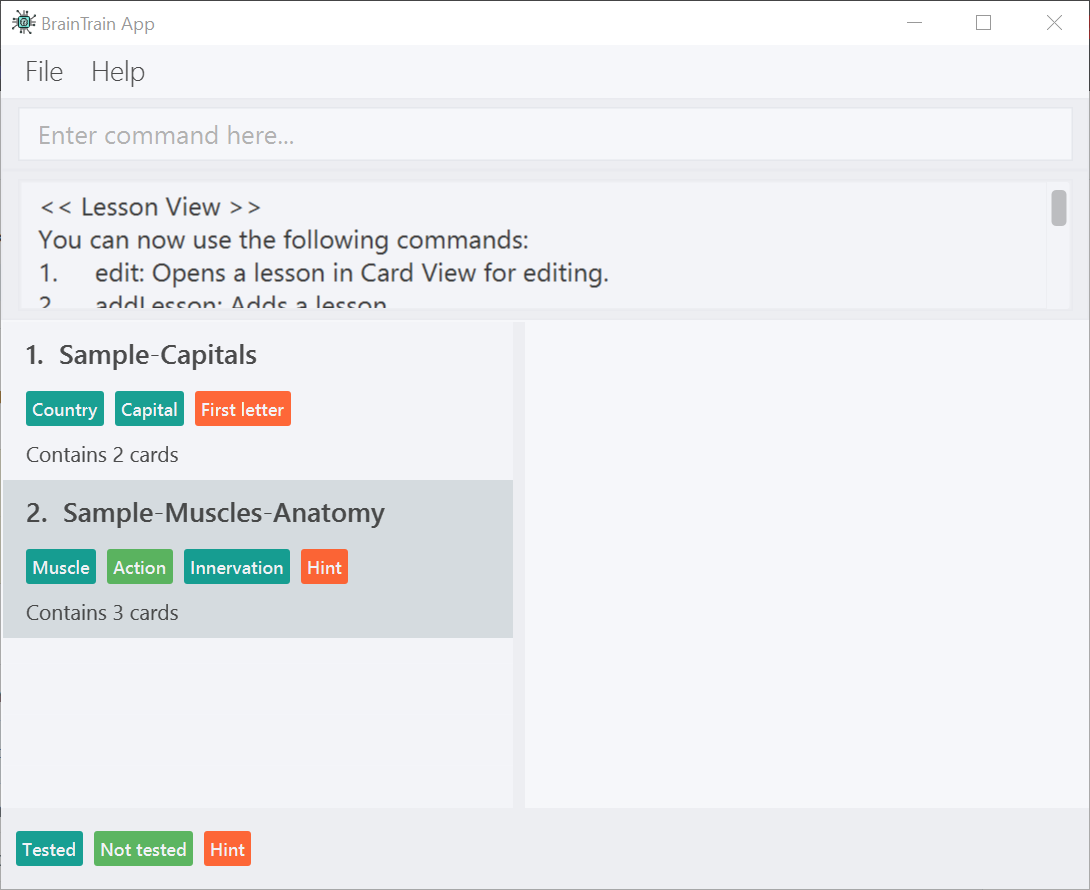 BrainTrain App
File Help
Enter command here...
<< Lesson View >>
You can now use the following commands:
1. edit: Opens a lesson in Card View for editing.
2. addLesson: Adds a lesson.
1. Sample-Capitals
Country Capital First letter
Contains 2 cards
2. Sample-Muscles-Anatomy
Muscle Action Innervation Hint
Contains 3 cards
Tested Not tested Hint